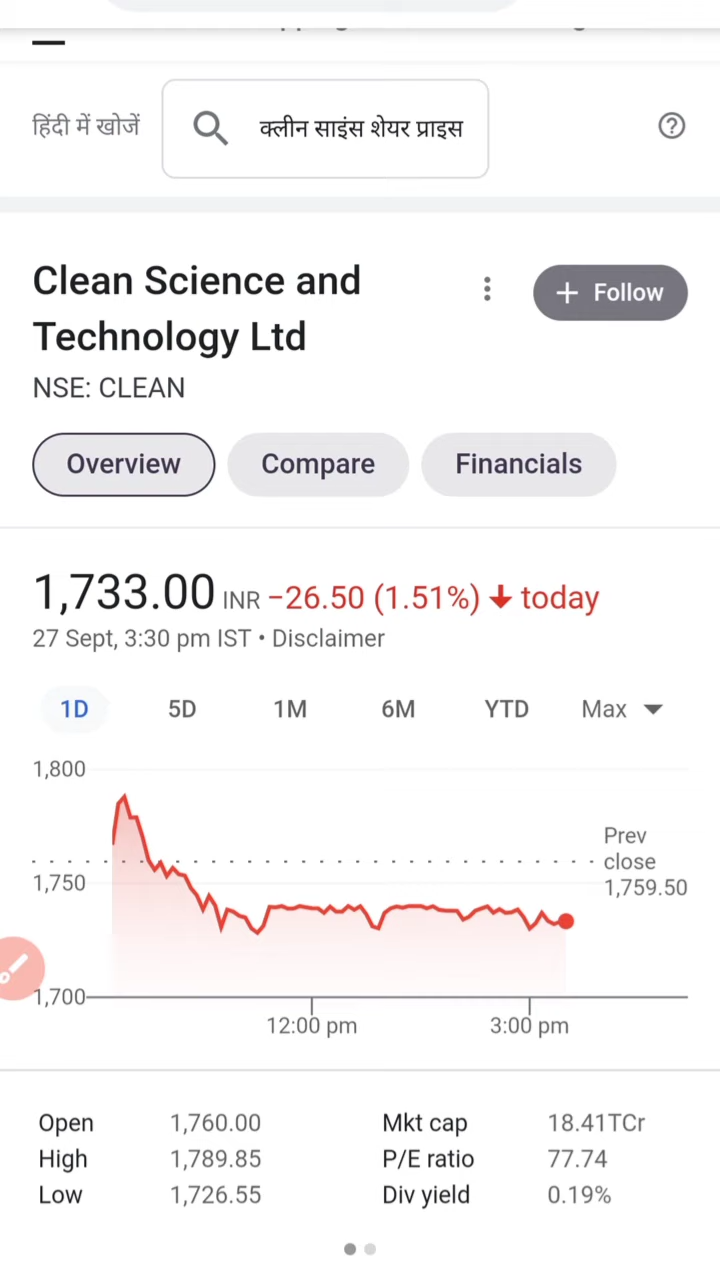 हिंदी में खोजें
क्लीन साइंस शेयर प्राइस
Clean Science and
Technology Ltd
+ Follow
NSE: CLEAN
Overview
Compare
Financials
1,733.00 INR −26.50 (1.51%) ↓ today
27 Sept, 3:30 pm IST • Disclaimer
1D 5D 1M 6M YTD Max
1,800
Prev
close
1,759.50
1,750
1,700
12:00 pm 3:00 pm
Open 1,760.00 Mkt cap 18.41TCr
High 1,789.85 P/E ratio 77.74
Low 1,726.55 Div yield 0.19%